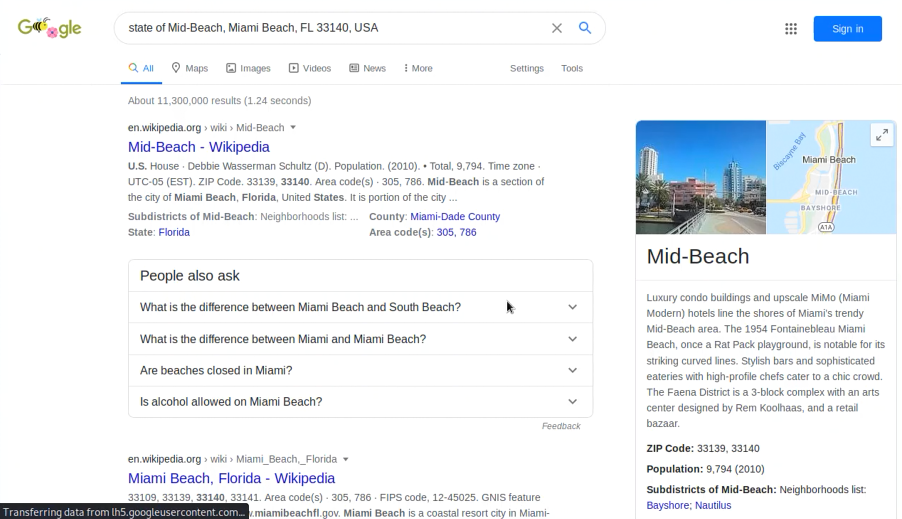 Google
state of Mid-Beach, Miami Beach, FL 33140, USA
Sign in
All
Maps
Images
Videos
News
More
Settings
Tools
About 11,300,000 results (1.24 seconds)
en.wikipedia.org › wiki › Mid-Beach
Mid-Beach - Wikipedia
U.S. House · Debbie Wasserman Schultz (D). Population. (2010). • Total, 9,794. Time zone ·
UTC-05 (EST). ZIP Code. 33139, 33140. Area code(s) · 305, 786. Mid-Beach is a section of
the city of Miami Beach, Florida, United States. It is portion of the city ...
Subdistricts of Mid-Beach: Neighborhoods list: ...
County: Miami-Dade County
State: Florida
Area code(s): 305, 786
People also ask
What is the difference between Miami Beach and South Beach?
What is the difference between Miami and Miami Beach?
Are beaches closed in Miami?
Is alcohol allowed on Miami Beach?
Feedback
en.wikipedia.org › wiki › Miami_Beach,_Florida
Miami Beach, Florida - Wikipedia
33109, 33139, 33140, 33141. Area code(s) · 305, 786 · FIPS code, 12-45025. GNIS feature
.miamibeachfl.gov. Miami Beach is a coastal resort city in Miami-
Transferring data from lh5.googleusercontent.com...
Biscayne Bay
Miami Beach
MID-BEACH
BAYSHORE
A1A
Mid-Beach
Luxury condo buildings and upscale MiMo (Miami
Modern) hotels line the shores of Miami's trendy
Mid-Beach area. The 1954 Fontainebleau Miami
Beach, once a Rat Pack playground, is notable for its
striking curved lines. Stylish bars and sophisticated
eateries with high-profile chefs cater to a chic crowd.
The Faena District is a 3-block complex with an arts
center designed by Rem Koolhaas, and a retail
bazaar.
ZIP Code: 33139, 33140
Population: 9,794 (2010)
Subdistricts of Mid-Beach: Neighborhoods list:
Bayshore; Nautilus